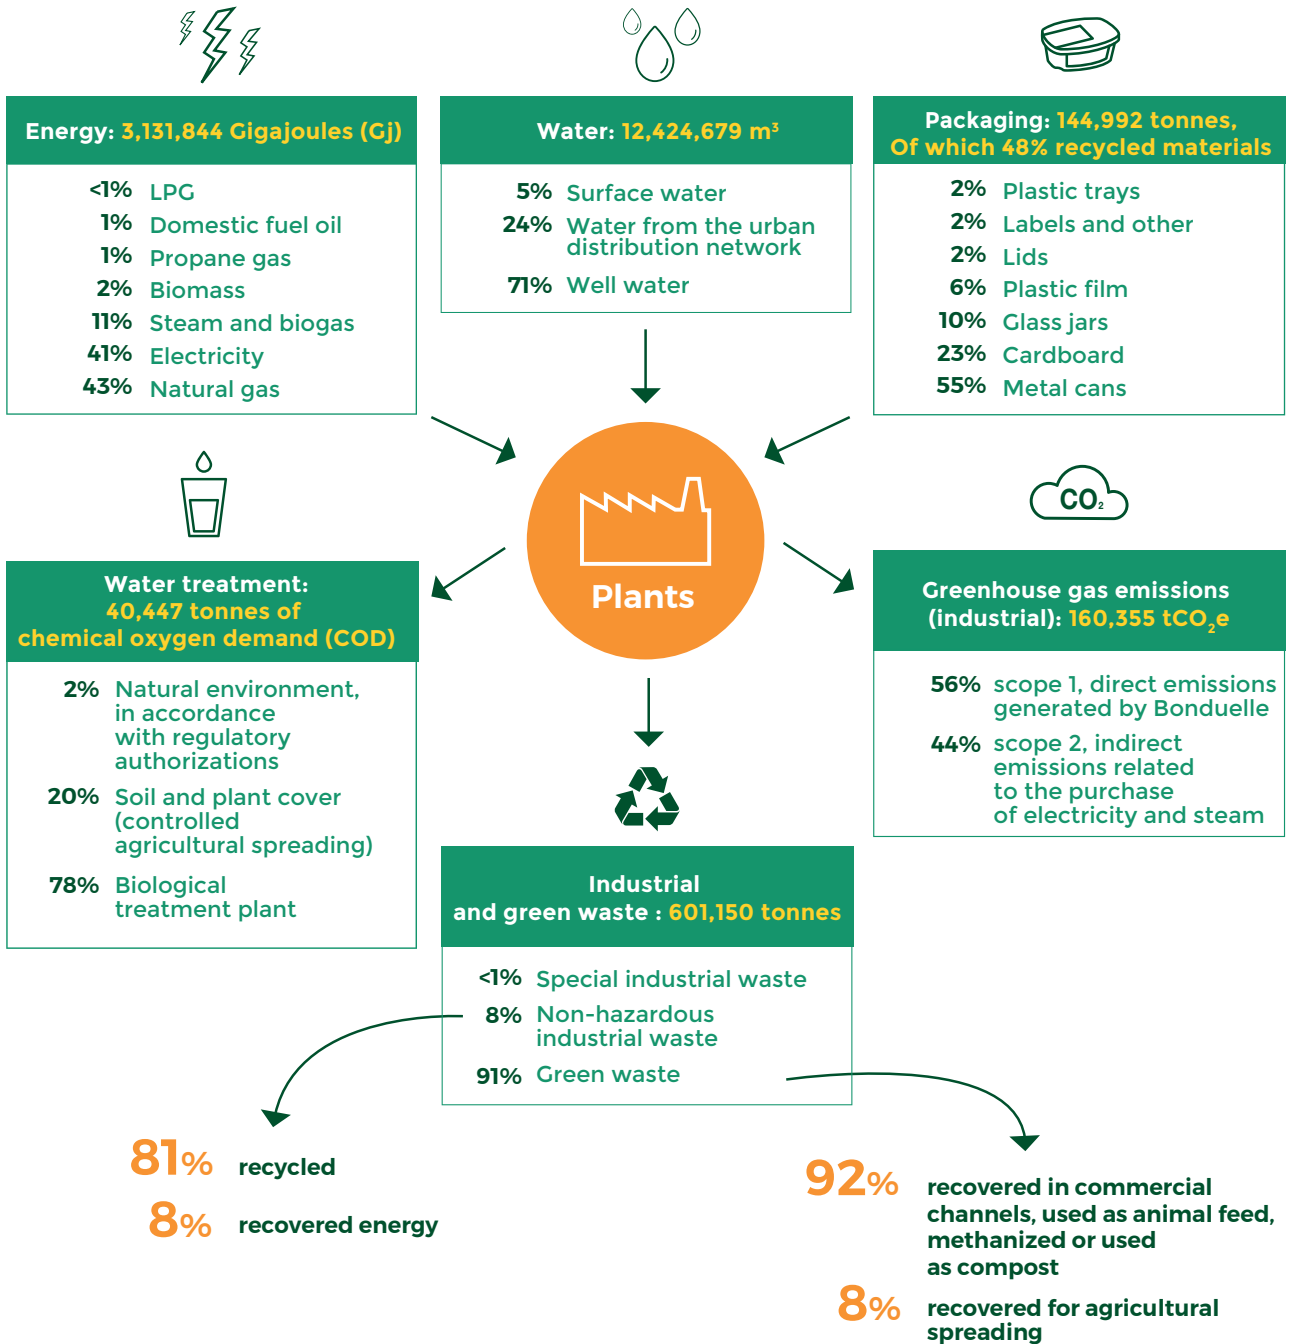 Energy: 3,131,844 Gigajoules (Gj)
<1% LPG
1% Domestic fuel oil
1% Propane gas
2% Biomass
11% Steam and biogas
41% Electricity
43% Natural gas
Water: 12,424,679 m³
5% Surface water
24% Water from the urban
distribution network
71% Well water
Packaging: 144,992 tonnes,
Of which 48% recycled materials
2% Plastic trays
2% Labels and other
2% Lids
6% Plastic film
10% Glass jars
23% Cardboard
55% Metal cans
Plants
Water treatment:
40,447 tonnes of
chemical oxygen demand (COD)
2% Natural environment,
in accordance
with regulatory
authorizations
20% Soil and plant cover
(controlled
agricultural spreading)
78% Biological
treatment plant
CO₂
Greenhouse gas emissions
(industrial): 160,355 tCO₂e
56% scope 1, direct emissions
generated by Bonduelle
44% scope 2, indirect
emissions related
to the purchase
of electricity and steam
Industrial
and green waste : 601,150 tonnes
<1% Special industrial waste
8% Non-hazardous
industrial waste
91% Green waste
81% recycled
8% recovered energy
92% recovered in commercial
channels, used as animal feed,
methanized or used
as compost
8% recovered for agricultural
spreading